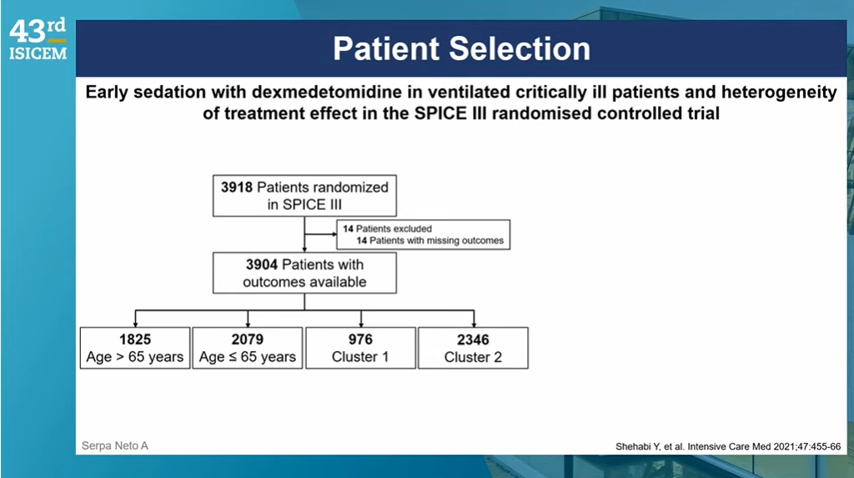 43rd
ISICEM
Patient Selection
Early sedation with dexmedetomidine in ventilated critically ill patients and heterogeneity
of treatment effect in the SPICE III randomised controlled trial
3918 Patients randomized
in SPICE III
14 Patients excluded
14 Patients with missing outcomes
3904 Patients with
outcomes available
1825
Age > 65 years
2079
Age ≤ 65 years
976
Cluster 1
2346
Cluster 2
Serpa Neto A
Shehabi Y, et al. Intensive Care Med 2021;47:455-66